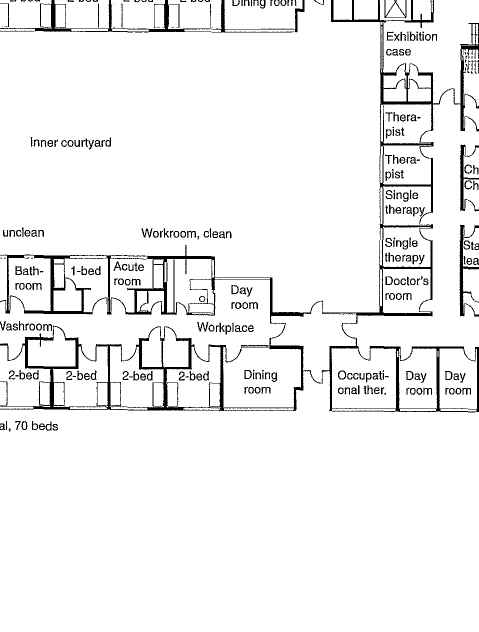 Dining room
Exhibition
case
Thera-
pist
Inner courtyard
Thera-
pist
Single
therapy
unclean
Workroom, clean
Single
therapy
Bath-
room
1-bed
Acute
room
Day
room
Doctor's
room
Washroom
Workplace
2-bed
2-bed
2-bed
2-bed
Dining
room
Occupati-
onal ther.
Day
room
Day
room
al, 70 beds